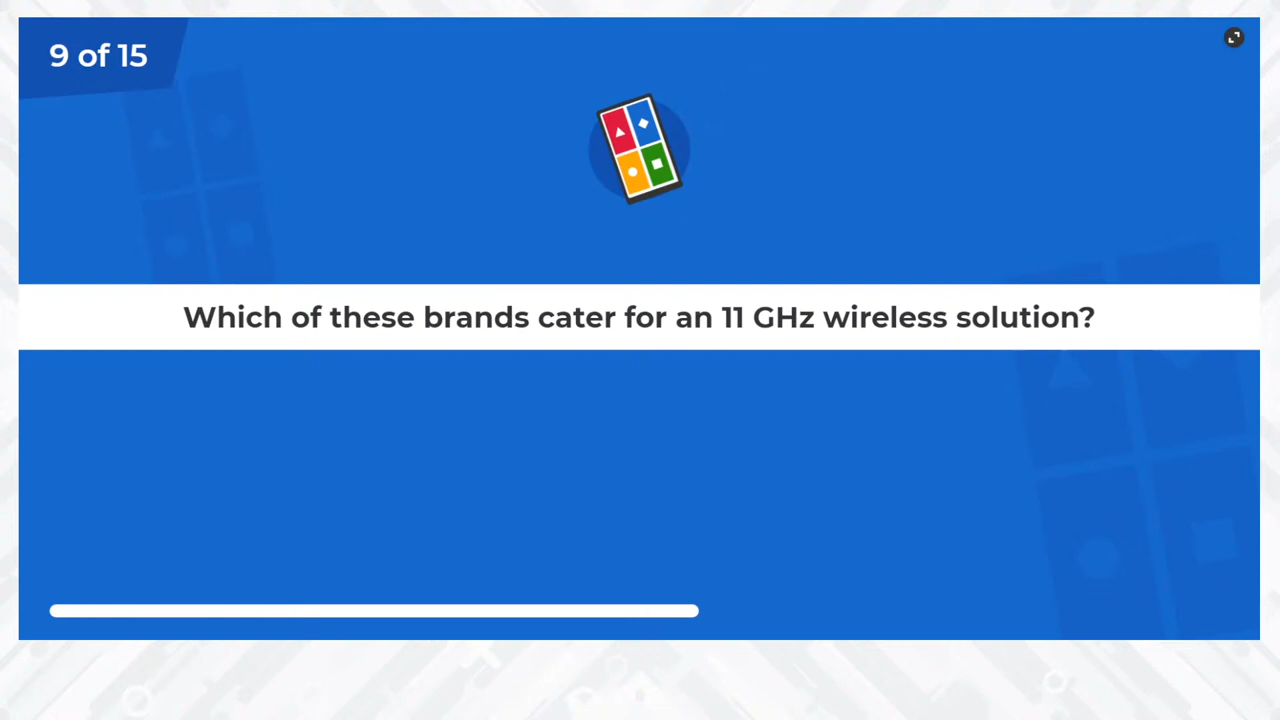 9 of 15
Which of these brands cater for an 11 GHz wireless solution?